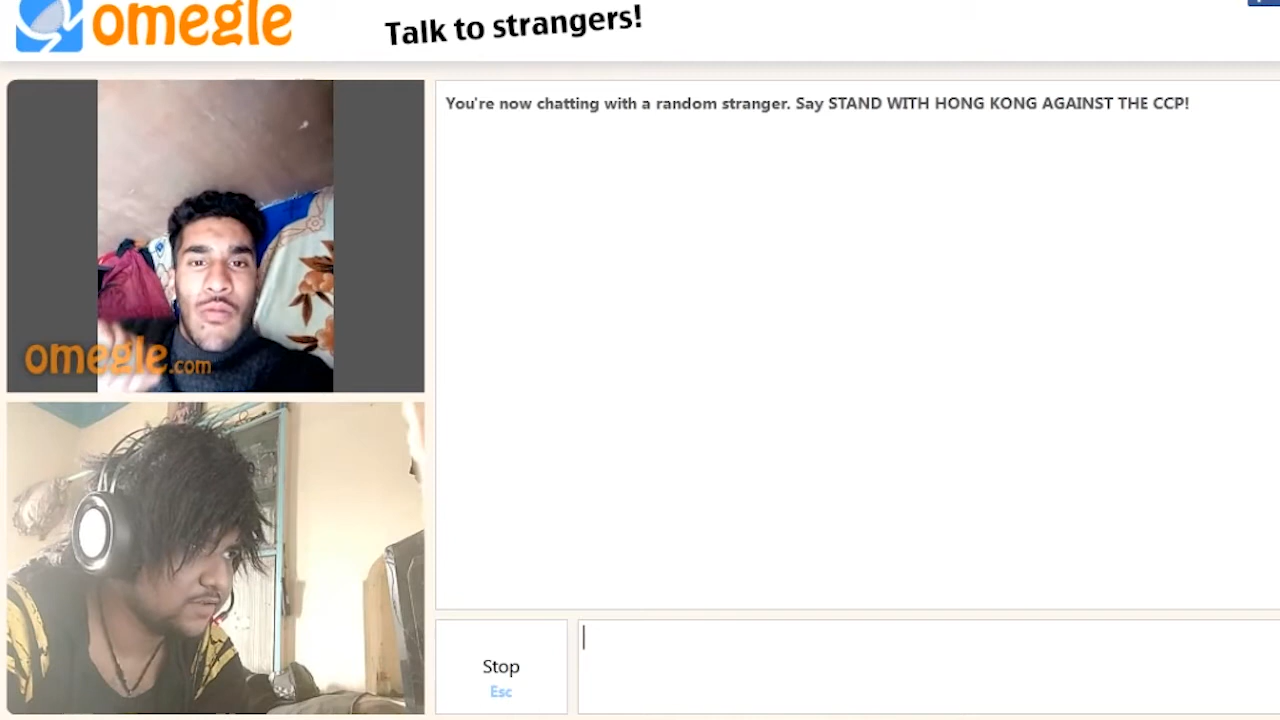 omegle
Talk to strangers!
You're now chatting with a random stranger. Say STAND WITH HONG KONG AGAINST THE CCP!
omegle.com
Stop
Esc